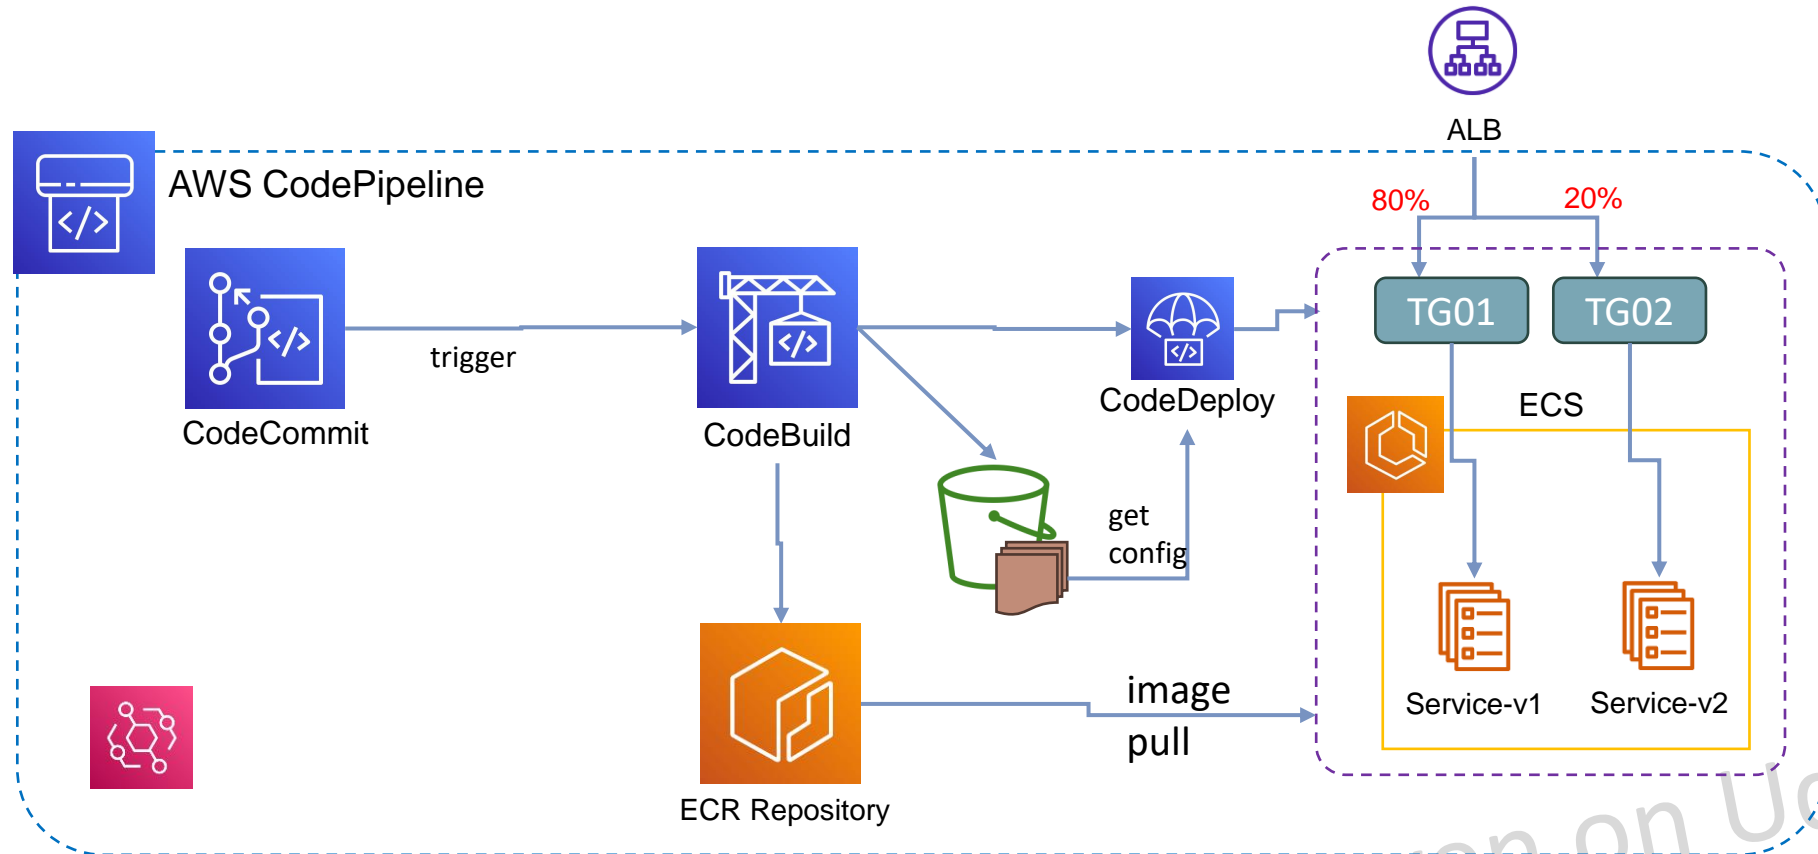 ALB
AWS CodePipeline
80%
20%
TG01
TG02
trigger
CodeCommit
CodeBuild
CodeDeploy
ECS
get
config
image
pull
Service-v1
Service-v2
ECR Repository